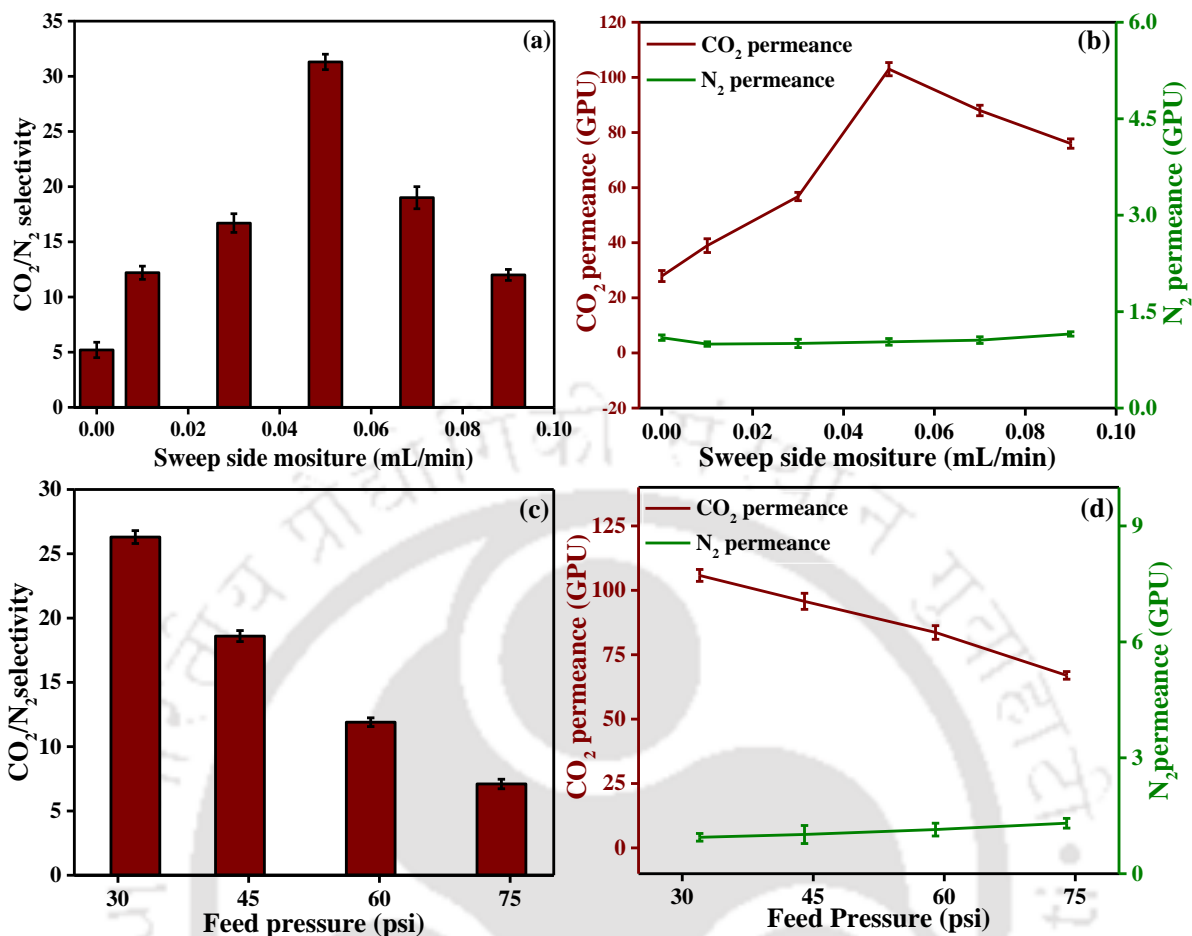 (a)
CO₂/N₂ selectivity
35
30
25
20
15
10
5
0
0.00 0.02 0.04 0.06 0.08 0.10
Sweep side mositure (mL/min)
(b)
CO₂ permeance
N₂ permeance
CO₂ permeance (GPU)
120
100
80
60
40
20
0
-20
N₂ permeance (GPU)
6.0
4.5
3.0
1.5
0.0
0.00 0.02 0.04 0.06 0.08 0.10
Sweep side mositure (mL/min)
(c)
CO₂/N₂selectivity
30
25
20
15
10
5
0
30 45 60 75
Feed pressure (psi)
(d)
CO₂ permeance
N₂ permeance
CO₂ permeance (GPU)
125
100
75
50
25
0
N₂permeance (GPU)
9
6
3
0
30 45 60 75
Feed Pressure (psi)